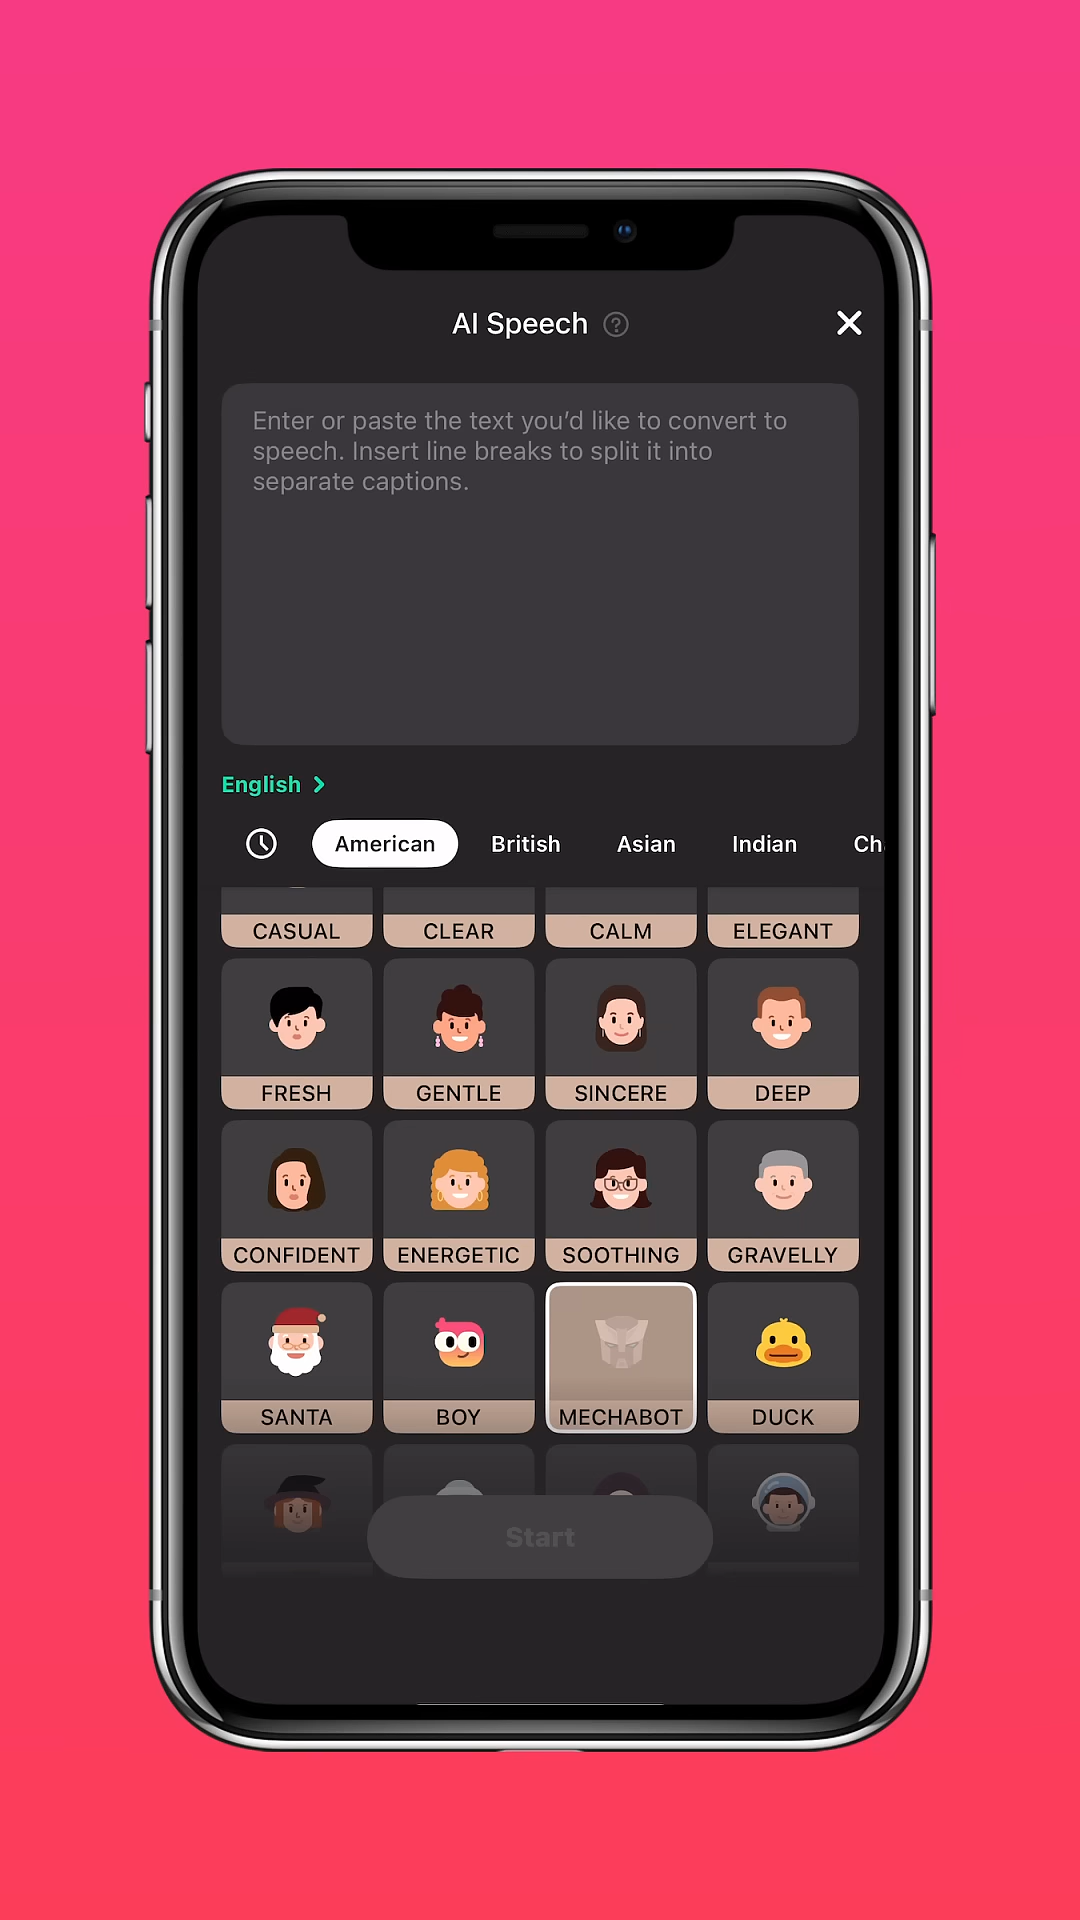 AI Speech
Enter or paste the text you’d like to convert to
speech. Insert line breaks to split it into
separate captions.
English
American British Asian Indian
CASUAL CLEAR CALM ELEGANT
FRESH GENTLE SINCERE DEEP
CONFIDENT ENERGETIC SOOTHING GRAVELLY
SANTA BOY MECHABOT DUCK
Start